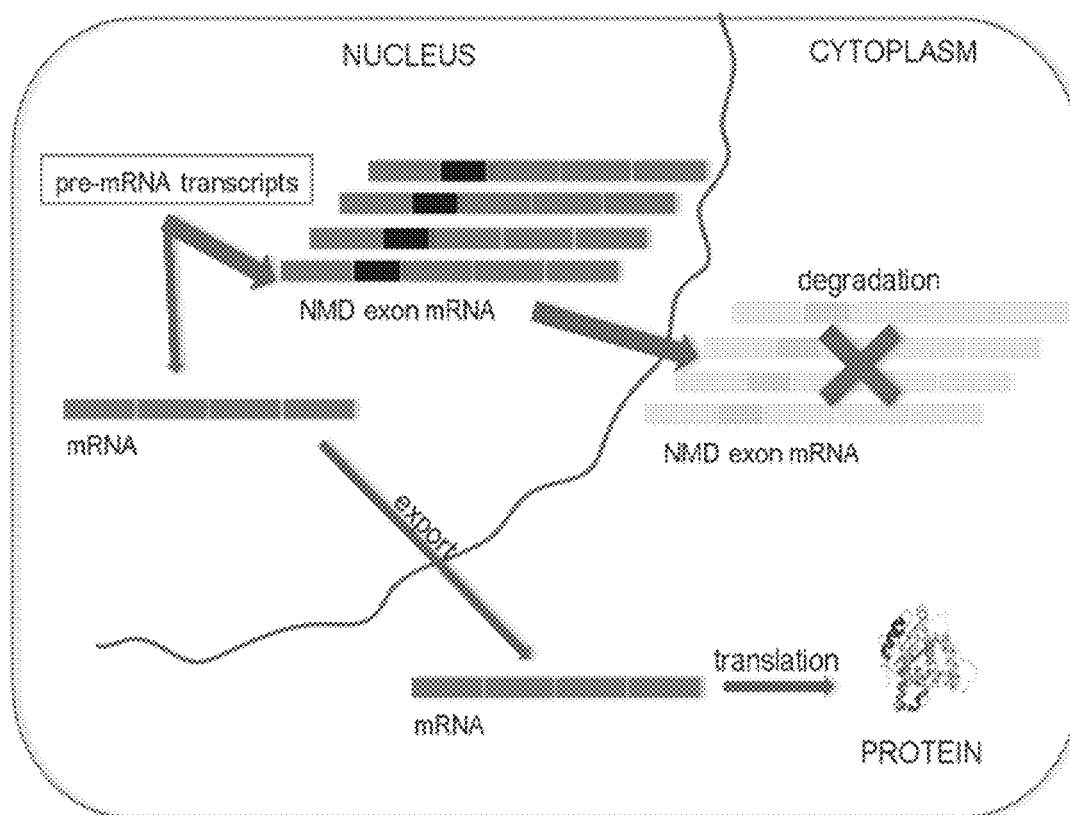 NUCLEUS
CYTOPLASM
pre-mRNA transcripts
NMD exon mRNA
degradation
NMD exon mRNA
mRNA
export
mRNA
translation
PROTEIN